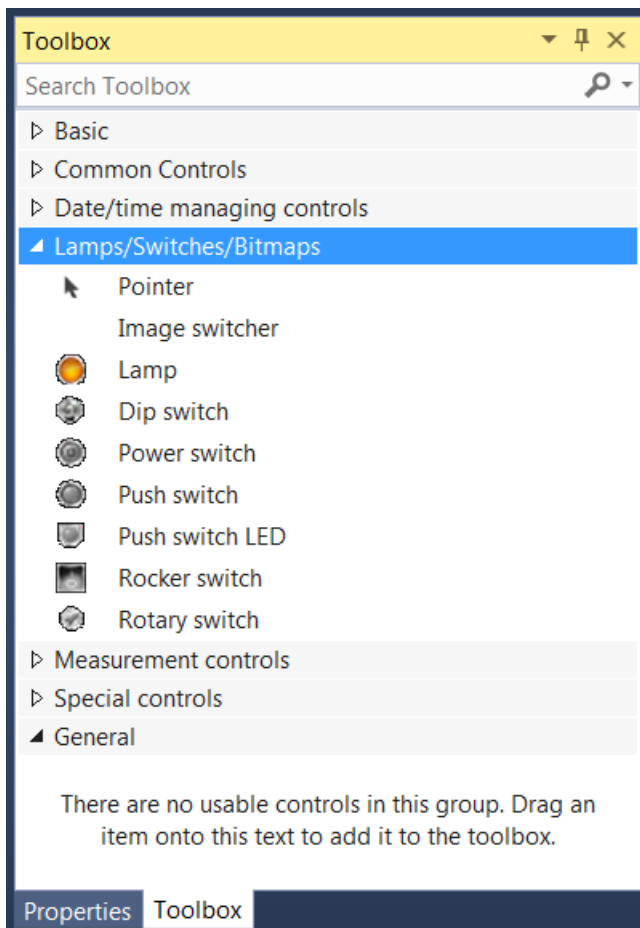 Toolbox
Search Toolbox
Basic
Common Controls
Date/time managing controls
Lamps/Switches/Bitmaps
Pointer
Image switcher
Lamp
Dip switch
Power switch
Push switch
Push switch LED
Rocker switch
Rotary switch
Measurement controls
Special controls
General
There are no usable controls in this group. Drag an
item onto this text to add it to the toolbox.
Properties Toolbox